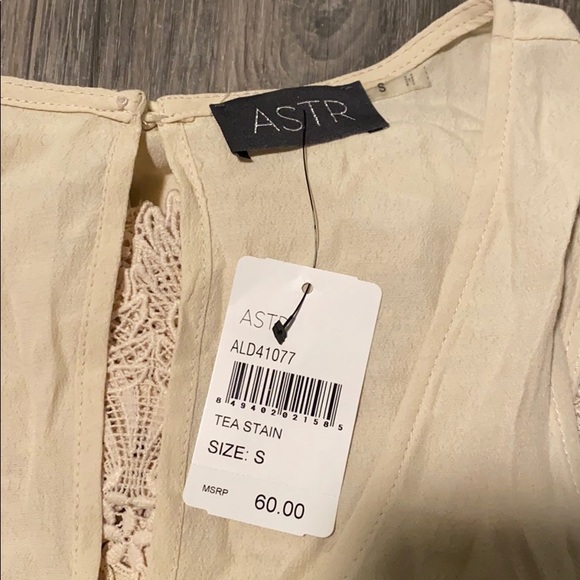 ASTR
S
ASTR
ALD41077
849402021585
TEA STAIN
SIZE: S
MSRP 60.00